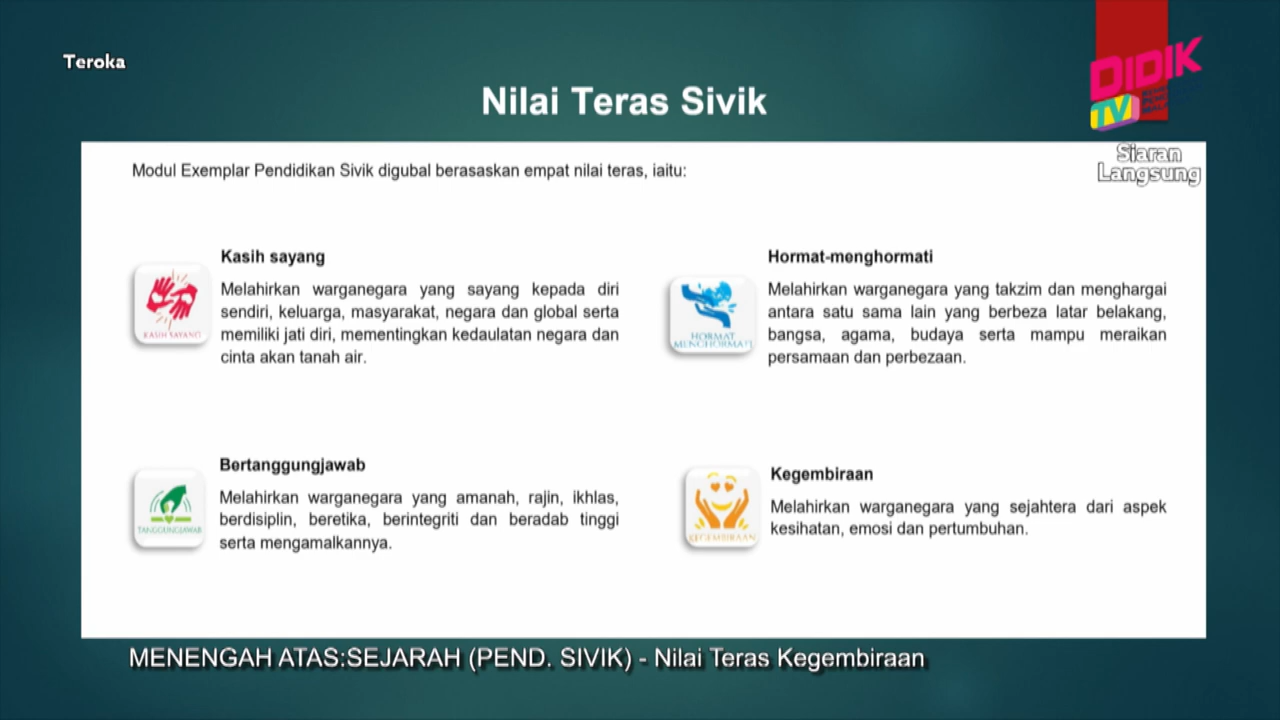 Teroka
DIDIK
TV
Siaran
Langsung
Nilai Teras Sivik
Modul Exemplar Pendidikan Sivik digubal berasaskan empat nilai teras, iaitu:
Kasih sayang
Melahirkan warganegara yang sayang kepada diri
sendiri, keluarga, masyarakat, negara dan global serta
memiliki jati diri, mementingkan kedaulatan negara dan
cinta akan tanah air.
KASIH SAYANG
Hormat-menghormati
Melahirkan warganegara yang takzim dan menghargai
antara satu sama lain yang berbeza latar belakang,
bangsa, agama, budaya serta mampu meraikan
persamaan dan perbezaan.
HORMAT
MENGHORMATI
Bertanggungjawab
Melahirkan warganegara yang amanah, rajin, ikhlas,
berdisiplin, beretika, berintegriti dan beradab tinggi
serta mengamalkannya.
TANGGUNGJAWAB
Kegembiraan
Melahirkan warganegara yang sejahtera dari aspek
kesihatan, emosi dan pertumbuhan.
KEGEMBIRAAN
MENENGAH ATAS:SEJARAH (PEND. SIVIK) - Nilai Teras Kegembiraan